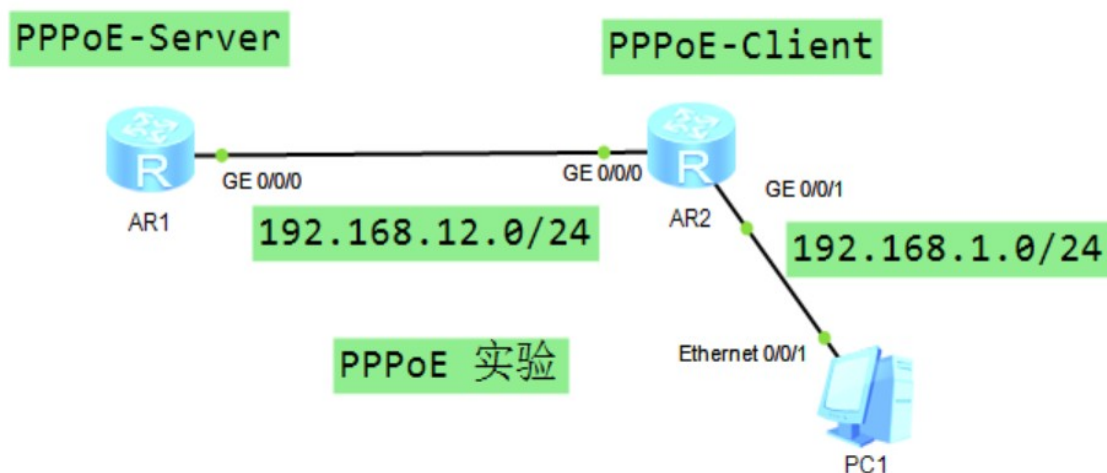 PPPoE-Server
PPPoE-Client
R
R
GE 0/0/0
GE 0/0/0
GE 0/0/1
AR1
AR2
192.168.12.0/24
192.168.1.0/24
PPPoE 实验
Ethernet 0/0/1
PC1